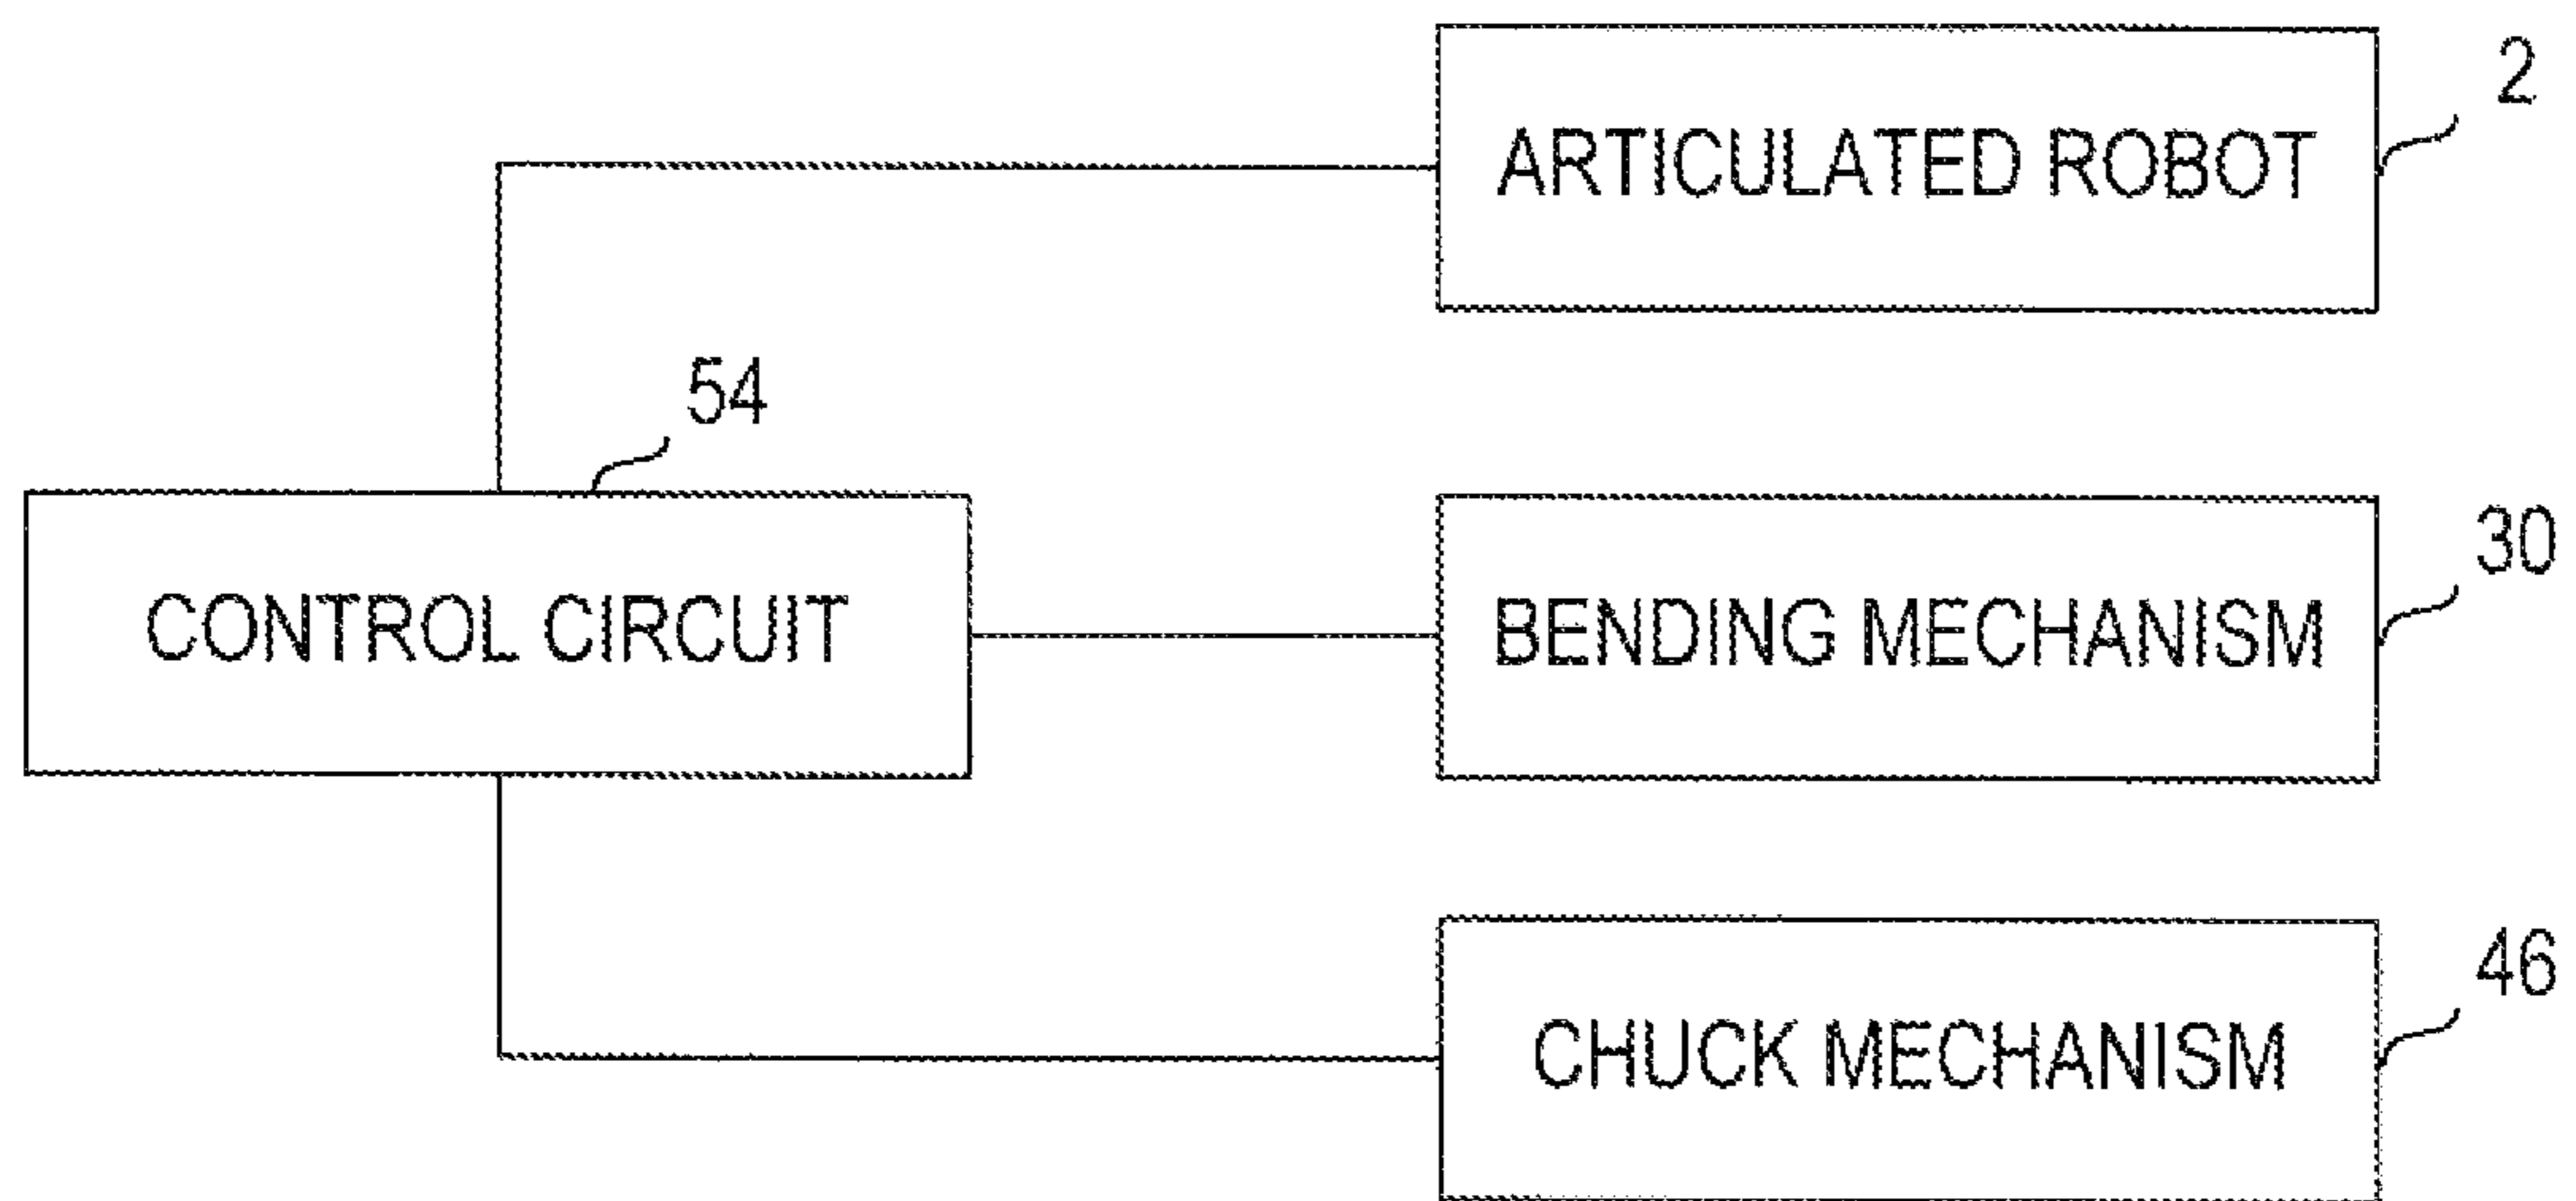 2
ARTICULATED ROBOT
54
CONTROL CIRCUIT
30
BENDING MECHANISM
46
CHUCK MECHANISM